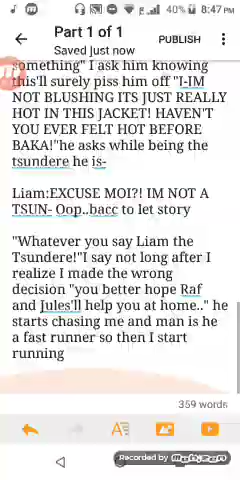 40% 8:47 PM
Part 1 of 1
Saved just now
PUBLISH
something" I ask him knowing
this'll surely piss him off "I-IM
NOT BLUSHING ITS JUST REALLY
HOT IN THIS JACKET! HAVEN'T
YOU EVER FELT HOT BEFORE
BAKA!"he asks while being the
tsundere he is-
Liam:EXCUSE MOI?! IM NOT A
TSUN- Oop..bacc to let story
"Whatever you say Liam the
Tsundere!"I say not long after I
realize I made the wrong
decision "you better hope Raf
and Jules'll help you at home.." he
starts chasing me and man is he
a fast runner so then I start
running
359 words
Recorded by